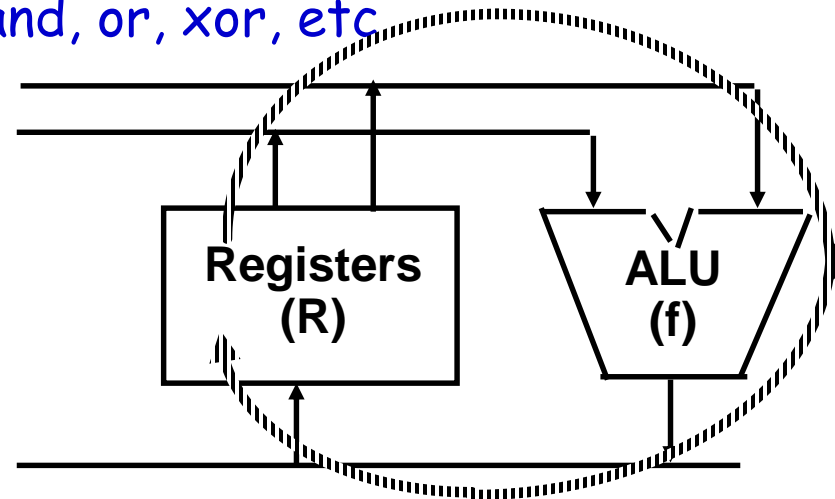 and, or, xor, etc
Registers
(R)
ALU
(f)